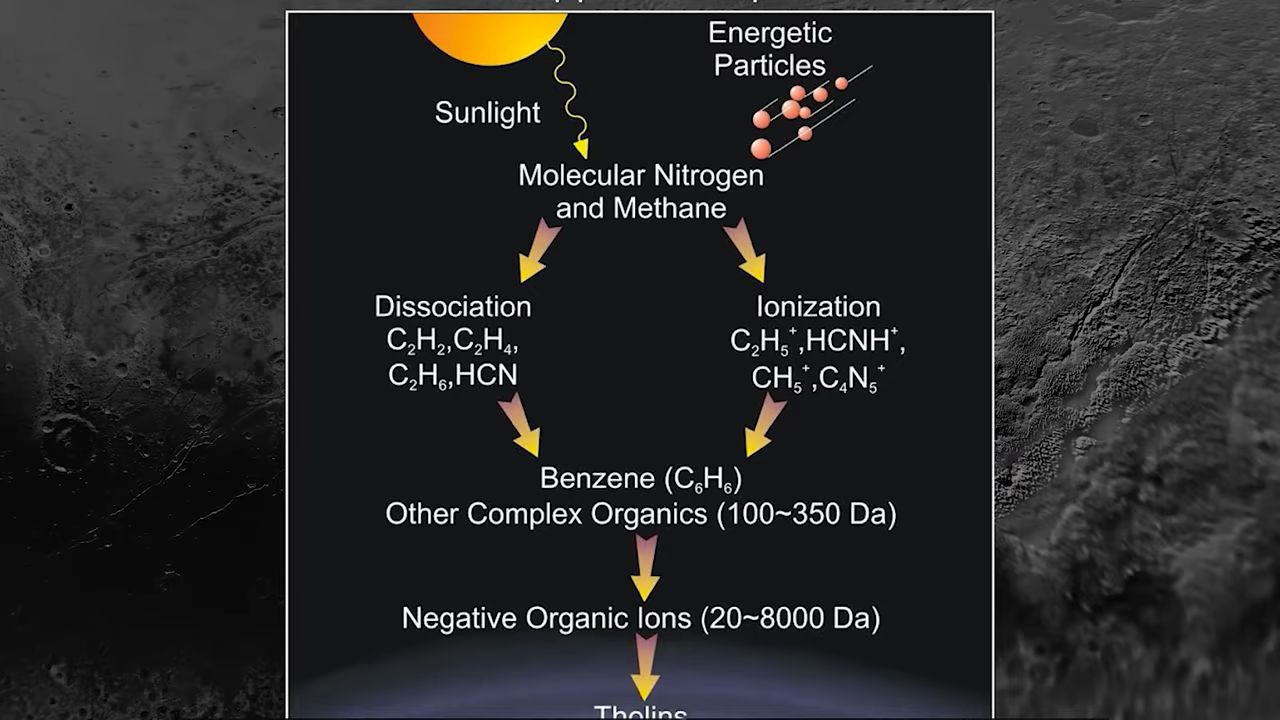 Energetic
Particles
Sunlight
Molecular Nitrogen
and Methane
Dissociation
C₂H₂,C₂H₄,
C₂H₆,HCN
Ionization
C₂H₅⁺,HCNH⁺,
CH₅⁺,C₄N₅⁺
Benzene (C₆H₆)
Other Complex Organics (100~350 Da)
Negative Organic Ions (20~8000 Da)
Tholins